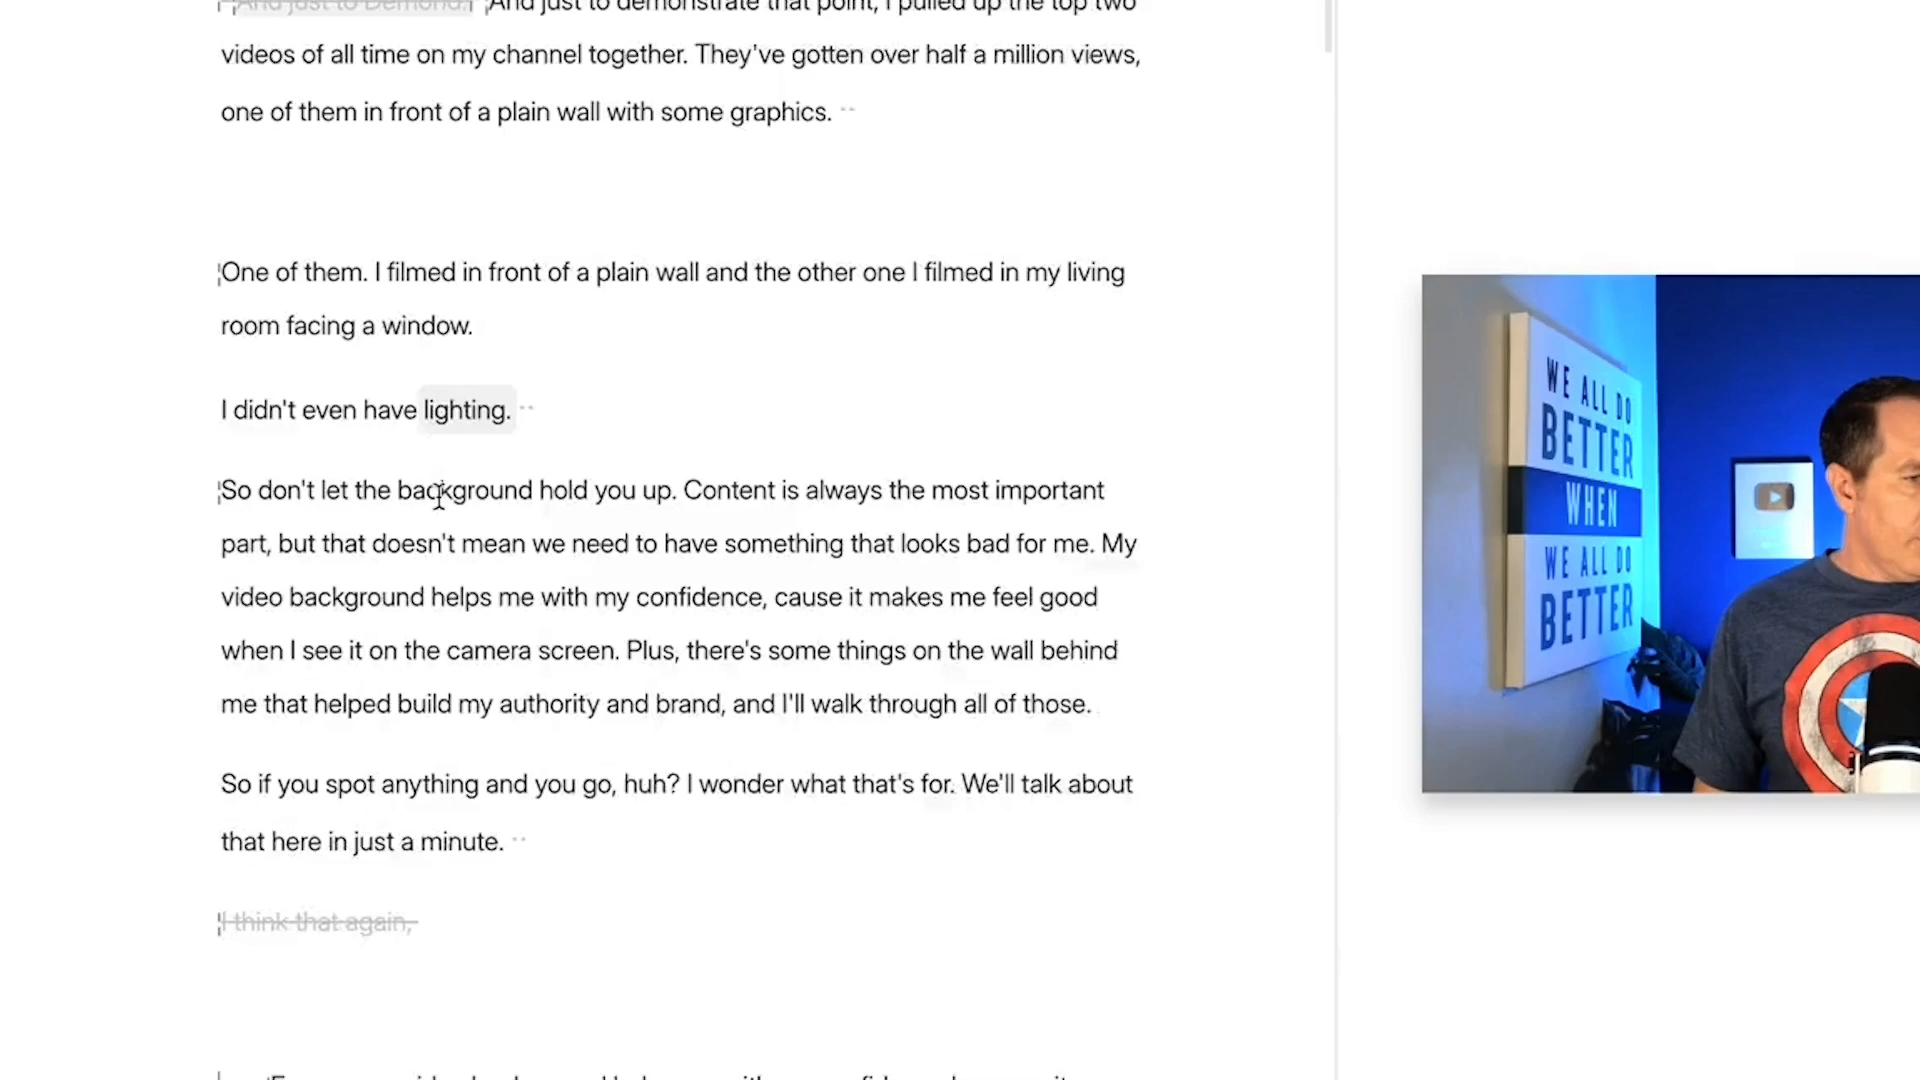 And just to Demond. And just to demonstrate that point, I pulled up the top two
videos of all time on my channel together. They've gotten over half a million views,
one of them in front of a plain wall with some graphics.
One of them. I filmed in front of a plain wall and the other one I filmed in my living
room facing a window.
I didn't even have lighting.
So don't let the background hold you up. Content is always the most important
part, but that doesn't mean we need to have something that looks bad for me. My
video background helps me with my confidence, cause it makes me feel good
when I see it on the camera screen. Plus, there's some things on the wall behind
me that helped build my authority and brand, and I'll walk through all of those.
So if you spot anything and you go, huh? I wonder what that's for. We'll talk about
that here in just a minute.
I think that again,
WE ALL DO
BETTER
WHEN
WE ALL DO
BETTER